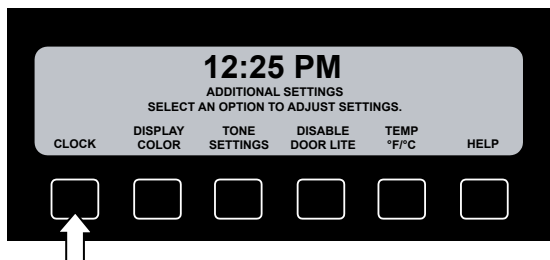 12:25 PM
ADDITIONAL SETTINGS
SELECT AN OPTION TO ADJUST SETTINGS.
CLOCK
DISPLAY
COLOR
TONE
SETTINGS
DISABLE
DOOR LITE
TEMP
°F/°C
HELP